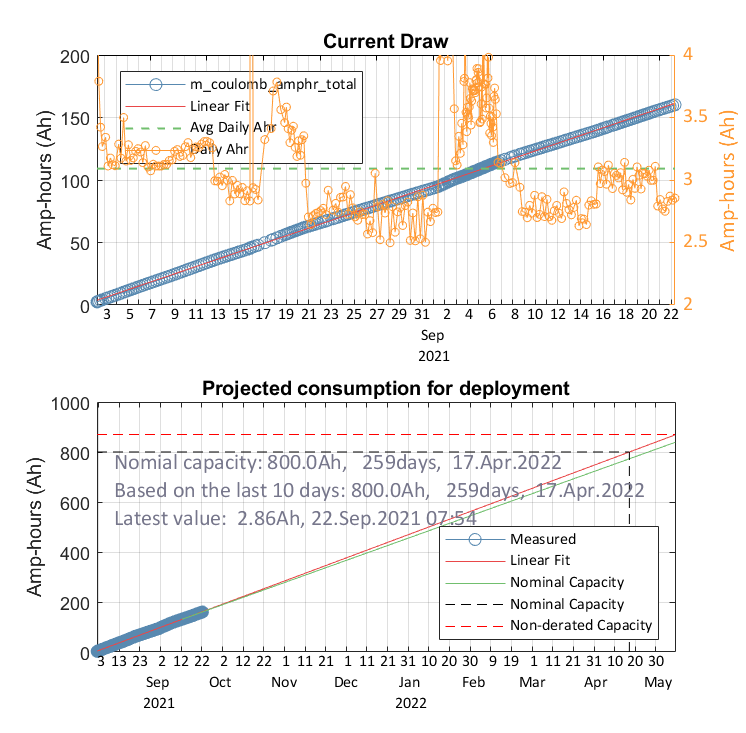 Current Draw
200
150
100
50
0
Amp-hours (Ah)
4
3.5
3
2.5
2
Amp-hours (Ah)
m_coulomb_amphr_total
Linear Fit
Avg Daily Ahr
Daily Ahr
3 5 7 9 11 13 15 17 19 21 23 25 27 29 31 2 4 6 8 10 12 14 16 18 20 22
Sep
2021
Projected consumption for deployment
1000
800
600
400
200
0
Amp-hours (Ah)
Nomial capacity: 800.0Ah, 259days, 17.Apr.2022
Based on the last 10 days: 800.0Ah, 259days, 17.Apr.2022
Latest value: 2.86Ah, 22.Sep.2021 07:54
Measured
Linear Fit
Nominal Capacity
Nominal Capacity
Non-derated Capacity
3 13 23 2 12 22 2 12 22 1 11 21 1 11 21 31 10 20 30 9 19 1 11 21 31 10 20 30
Sep Oct Nov Dec Jan Feb Mar Apr May
2021 2022